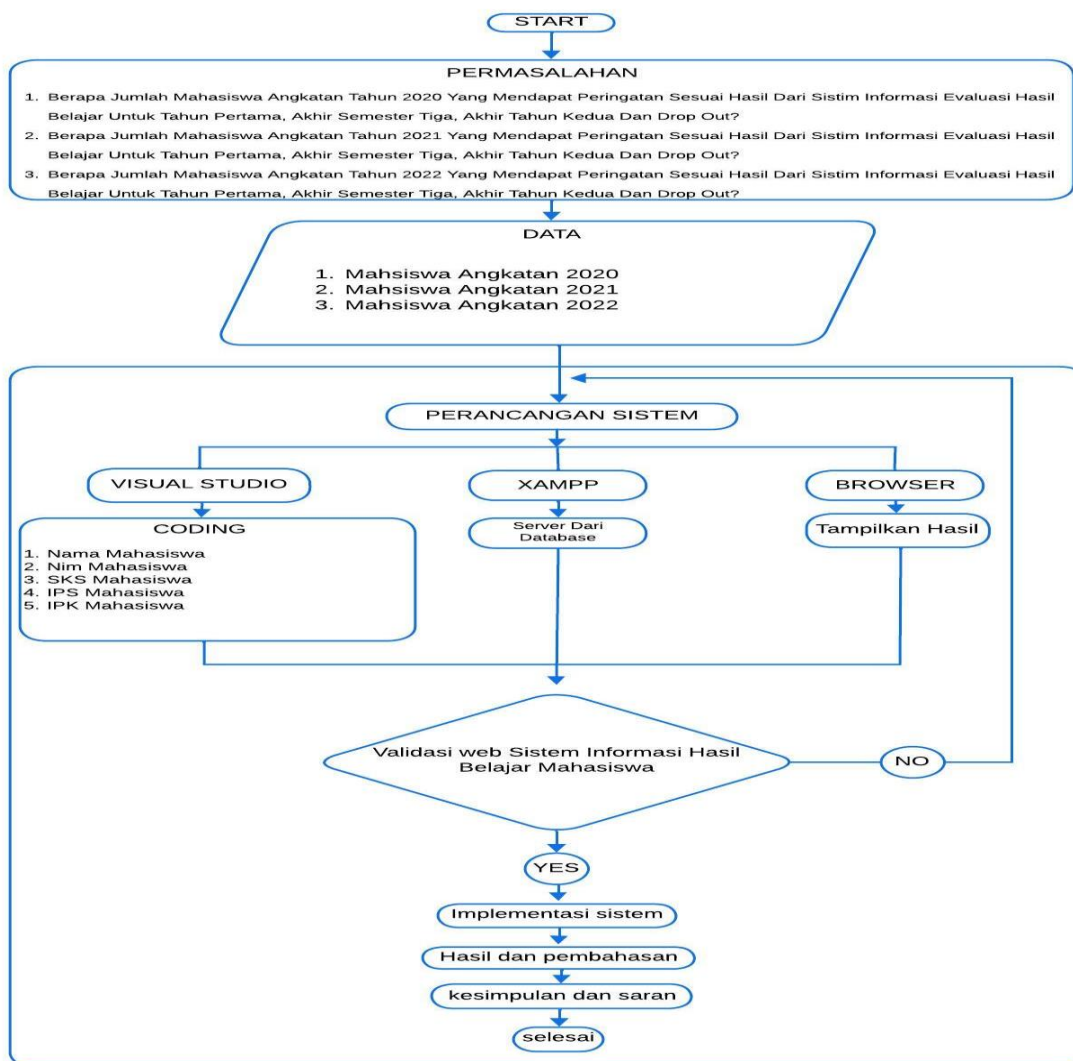 START
PERMASALAHAN
1. Berapa Jumlah Mahasiswa Angkatan Tahun 2020 Yang Mendapat Peringatan Sesuai Hasil Dari Sistim Informasi Evaluasi Hasil
Belajar Untuk Tahun Pertama, Akhir Semester Tiga, Akhir Tahun Kedua Dan Drop Out?
2. Berapa Jumlah Mahasiswa Angkatan Tahun 2021 Yang Mendapat Peringatan Sesuai Hasil Dari Sistim Informasi Evaluasi Hasil
Belajar Untuk Tahun Pertama, Akhir Semester Tiga, Akhir Tahun Kedua Dan Drop Out?
3. Berapa Jumlah Mahasiswa Angkatan Tahun 2022 Yang Mendapat Peringatan Sesuai Hasil Dari Sistim Informasi Evaluasi Hasil
Belajar Untuk Tahun Pertama, Akhir Semester Tiga, Akhir Tahun Kedua Dan Drop Out?
DATA
1. Mahsiswa Angkatan 2020
2. Mahsiswa Angkatan 2021
3. Mahsiswa Angkatan 2022
PERANCANGAN SISTEM
VISUAL STUDIO
XAMPP
BROWSER
CODING
1. Nama Mahasiswa
2. Nim Mahasiswa
3. SKS Mahasiswa
4. IPS Mahasiswa
5. IPK Mahasiswa
Server Dari
Database
Tampilkan Hasil
Validasi web Sistem Informasi Hasil
Belajar Mahasiswa
NO
YES
Implementasi sistem
Hasil dan pembahasan
kesimpulan dan saran
selesai